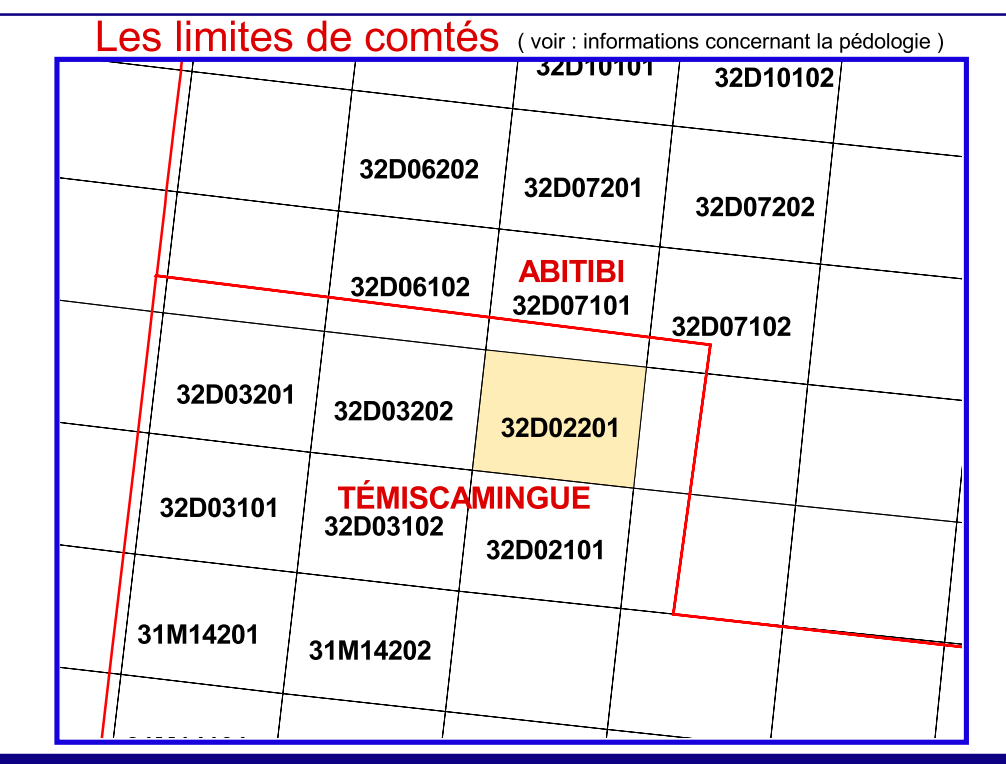 Les limites de comtés ( voir : informations concernant la pédologie )
32D10101
32D10102
32D06202
32D07201
32D07202
ABITIBI
32D06102
32D07101
32D07102
32D03201
32D03202
32D02201
TÉMISCAMINGUE
32D03101
32D03102
32D02101
31M14201
31M14202